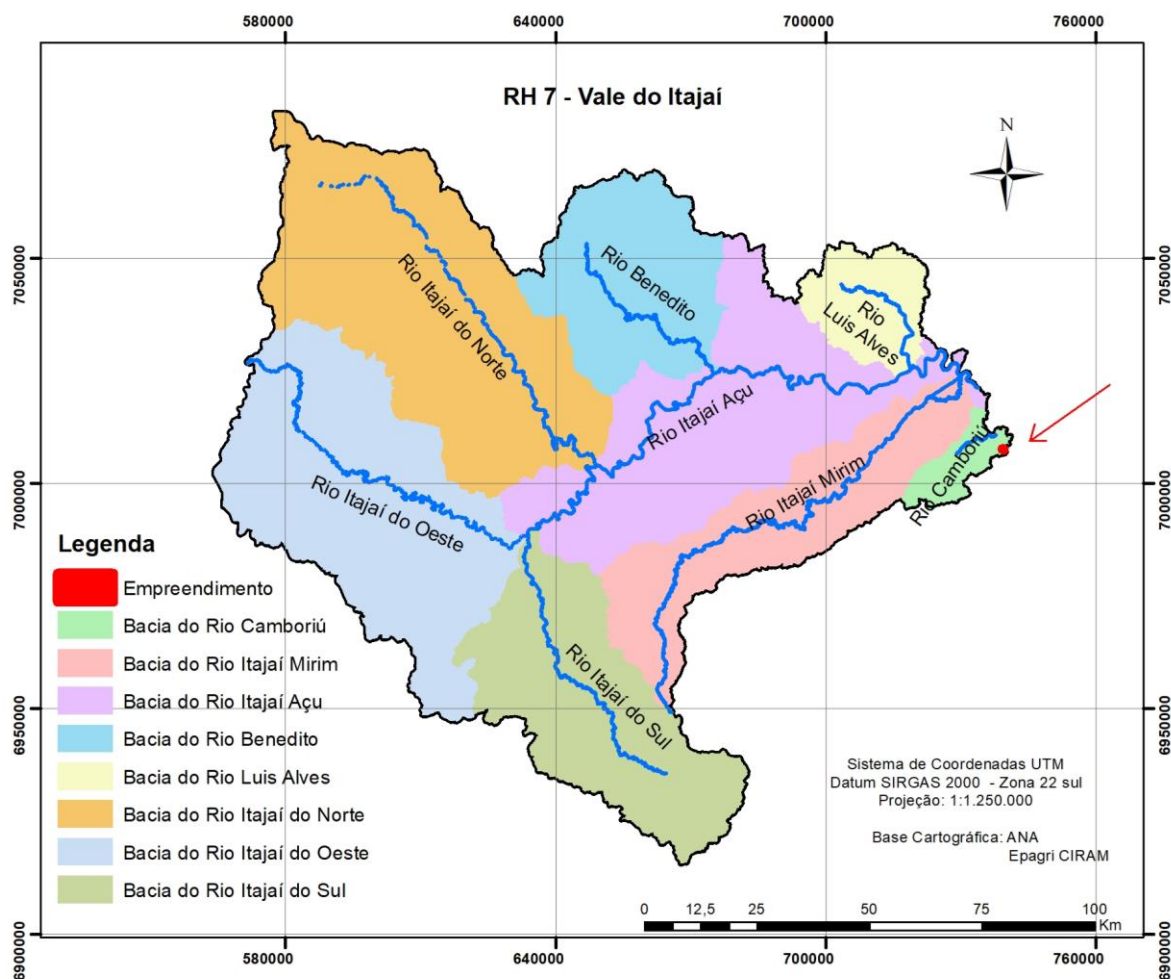 580000 640000 700000 760000
RH 7 - Vale do Itajaí
N
7050000
7050000
Rio Itajaí do Norte
Rio Benedito
Rio
Luis Alves
Rio Itajaí Açu
Rio Camboriú
Rio Itajaí Mirim
7000000
7000000
Rio Itajaí do Oeste
Rio Itajaí do Sul
Legenda
Empreendimento
Bacia do Rio Camboriú
Bacia do Rio Itajaí Mirim
Bacia do Rio Itajaí Açu
Bacia do Rio Benedito
Bacia do Rio Luis Alves
Bacia do Rio Itajaí do Norte
Bacia do Rio Itajaí do Oeste
Bacia do Rio Itajaí do Sul
6950000
6950000
Sistema de Coordenadas UTM
Datum SIRGAS 2000 - Zona 22 sul
Projeção: 1:1.250.000
Base Cartográfica: ANA
Epagri CIRAM
0 12,5 25 50 75 100
Km
6900000
6900000
580000 640000 700000 760000